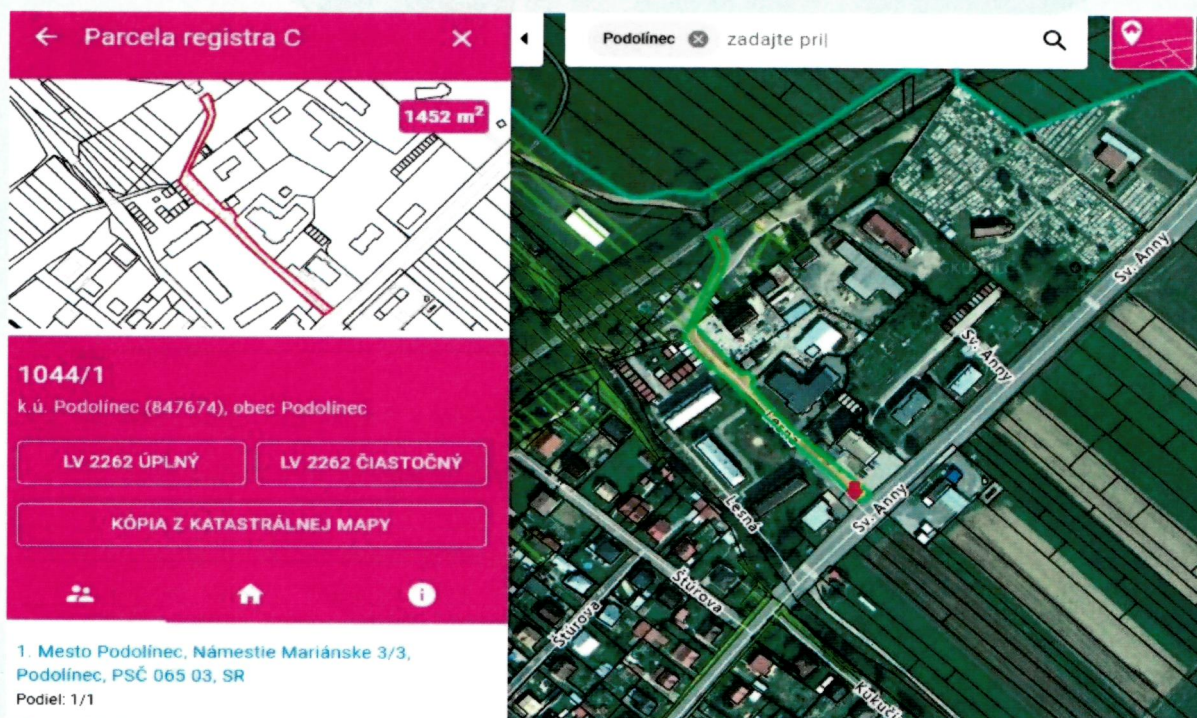 Parcela registra C
1452 m²
1044/1
k.ú. Podolínec (847674), obec Podolínec
LV 2262 ÚPLNÝ
LV 2262 ČIASTOČNÝ
KÓPIA Z KATASTRÁLNEJ MAPY
1. Mesto Podolínec, Námestie Mariánske 3/3,
Podolínec, PSČ 065 03, SR
Podiel: 1/1
Podolínec
zadajte pri
Sv. Anny
Sv. Anny
Lesná
Sv. Anny
Lesná
Štúrova
Štúrova